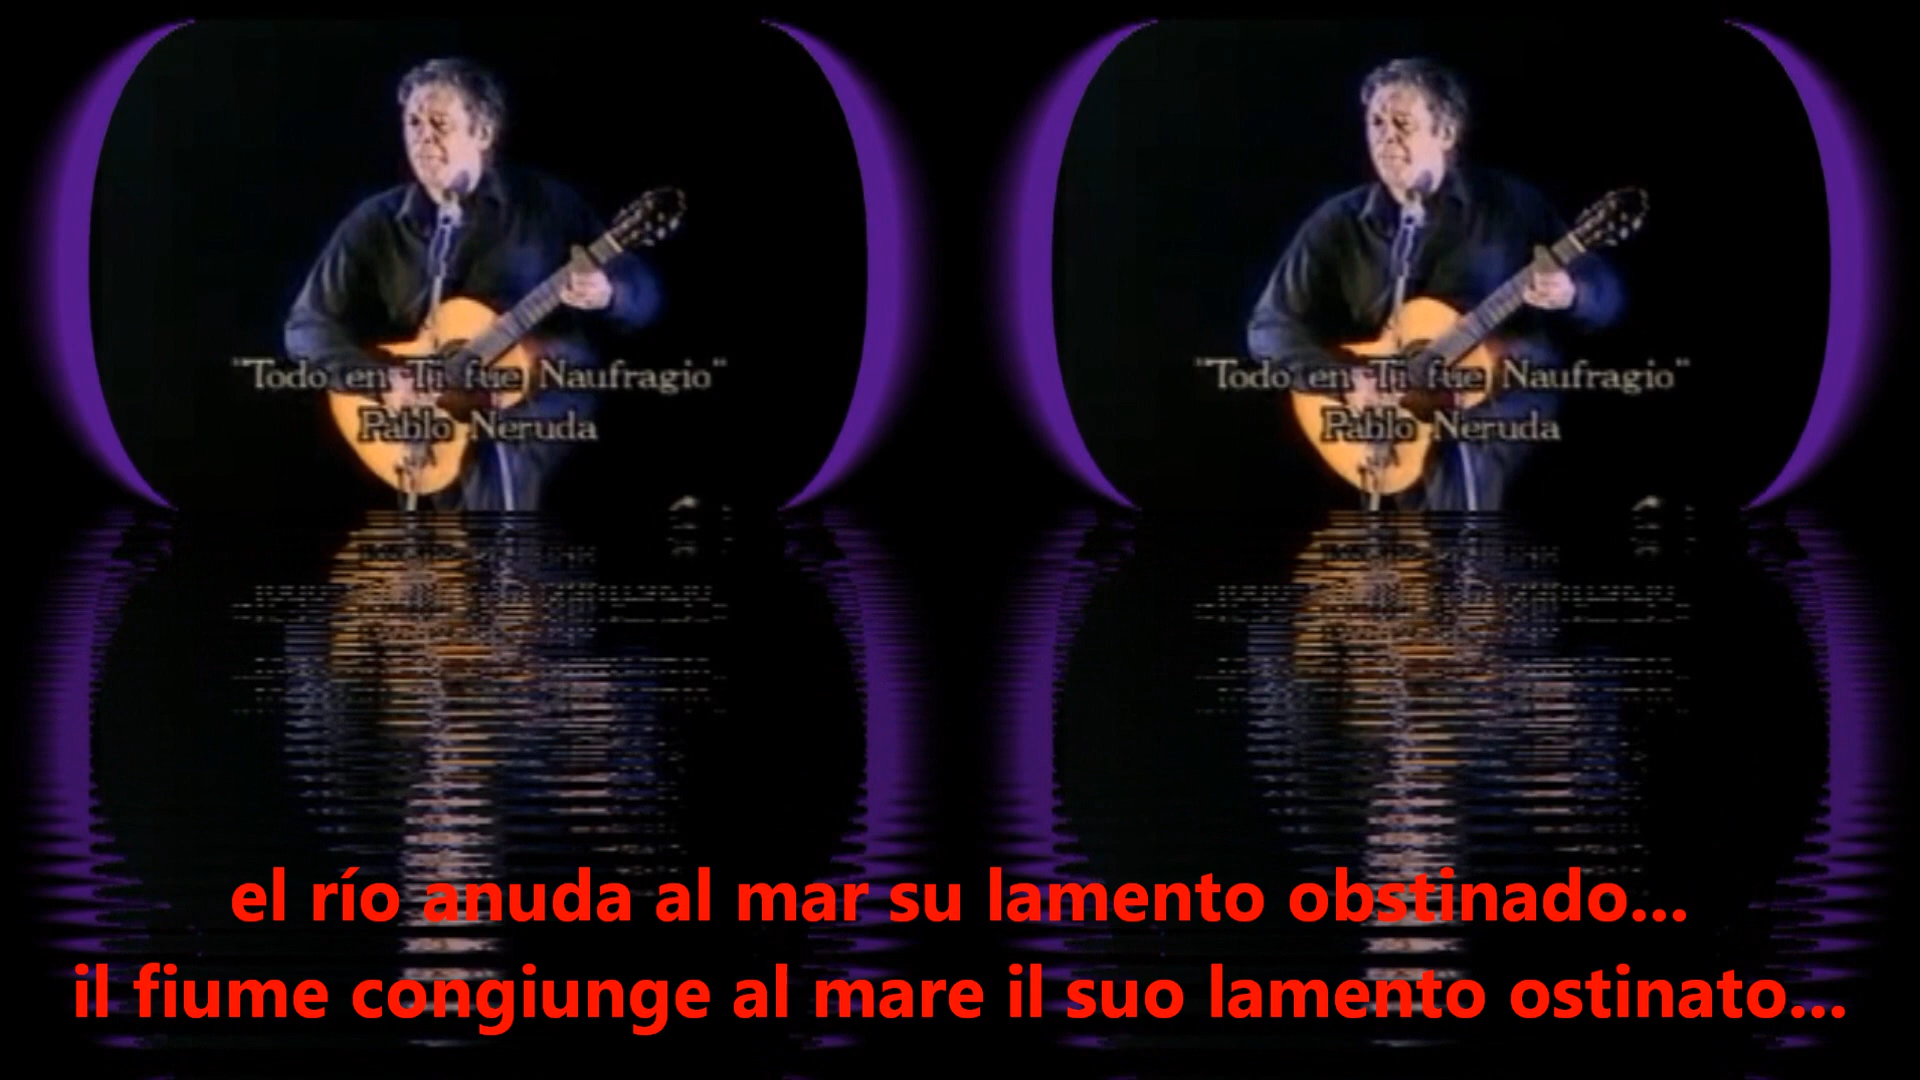 "Todo en Ti fue Naufragio"
Pablo Neruda
"Todo en Ti fue Naufragio"
Pablo Neruda
el río anuda al mar su lamento obstinado...
il fiume congiunge al mare il suo lamento ostinato...